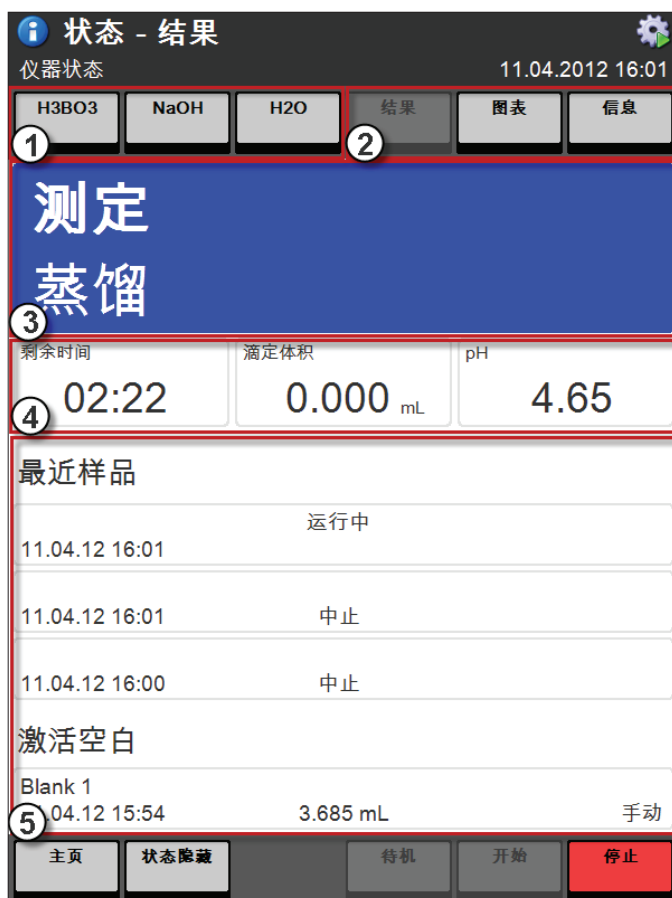 状态 - 结果
仪器状态 11.04.2012 16:01
H3BO3 NaOH H2O 结果 图表 信息
1 2
测定
蒸馏
3
剩余时间 滴定体积 pH
02:22 0.000 mL 4.65
4
最近样品
运行中
11.04.12 16:01
11.04.12 16:01 中止
11.04.12 16:00 中止
激活空白
Blank 1
.04.12 15:54 3.685 mL 手动
5
主页 状态隐藏 待机 开始 停止